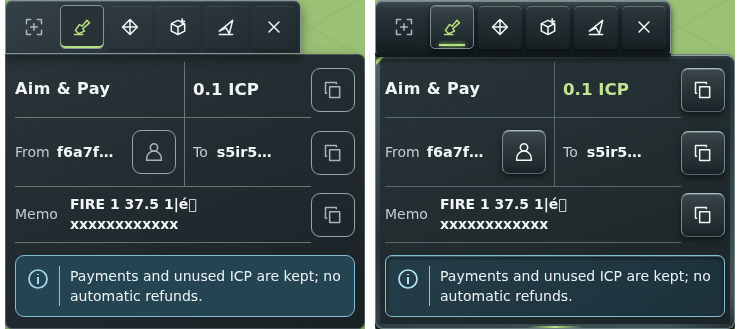 Aim & Pay
0.1 ICP
From f6a7f…
To s5ir5…
Memo
FIRE 1 37.5 1|é
xxxxxxxxxxxx
Payments and unused ICP are kept; no
automatic refunds.
Aim & Pay
0.1 ICP
From f6a7f…
To s5ir5…
Memo
FIRE 1 37.5 1|é
xxxxxxxxxxxx
Payments and unused ICP are kept; no
automatic refunds.